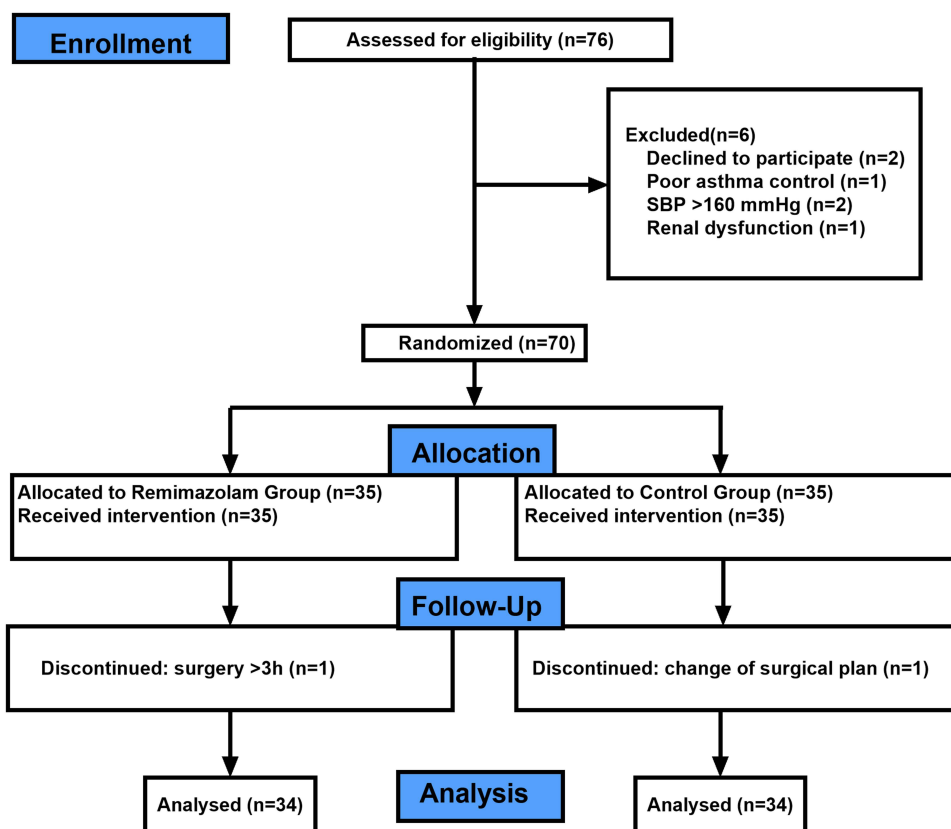 Enrollment
Assessed for eligibility (n=76)
Excluded(n=6)
Declined to participate (n=2)
Poor asthma control (n=1)
SBP >160 mmHg (n=2)
Renal dysfunction (n=1)
Randomized (n=70)
Allocation
Allocated to Remimazolam Group (n=35)
Received intervention (n=35)
Allocated to Control Group (n=35)
Received intervention (n=35)
Follow-Up
Discontinued: surgery >3h (n=1)
Discontinued: change of surgical plan (n=1)
Analysis
Analysed (n=34)
Analysed (n=34)